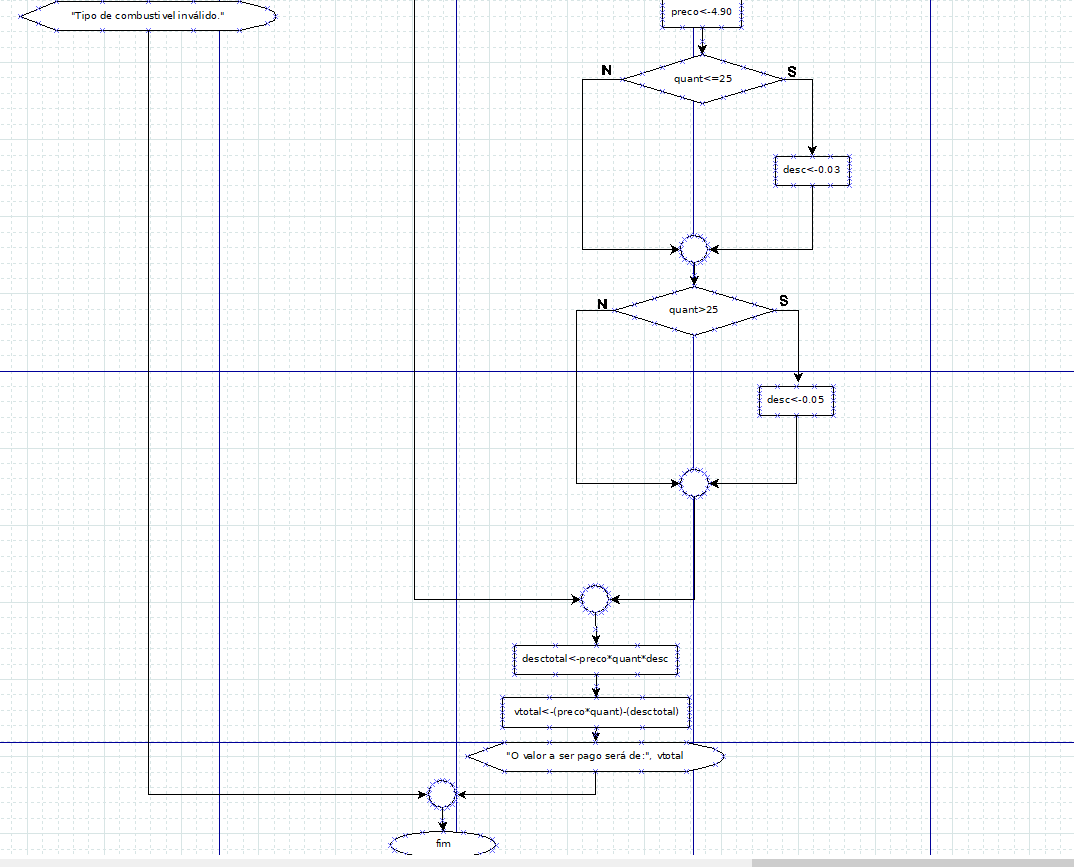 "Tipo de combustivel inválido."
preco<-4.90
N
S
quant<=25
desc<-0.03
N
S
quant>25
desc<-0.05
desctotal<-preco*quant*desc
vtotal<-(preco*quant)-(desctotal)
"O valor a ser pago será de:", vtotal
fim